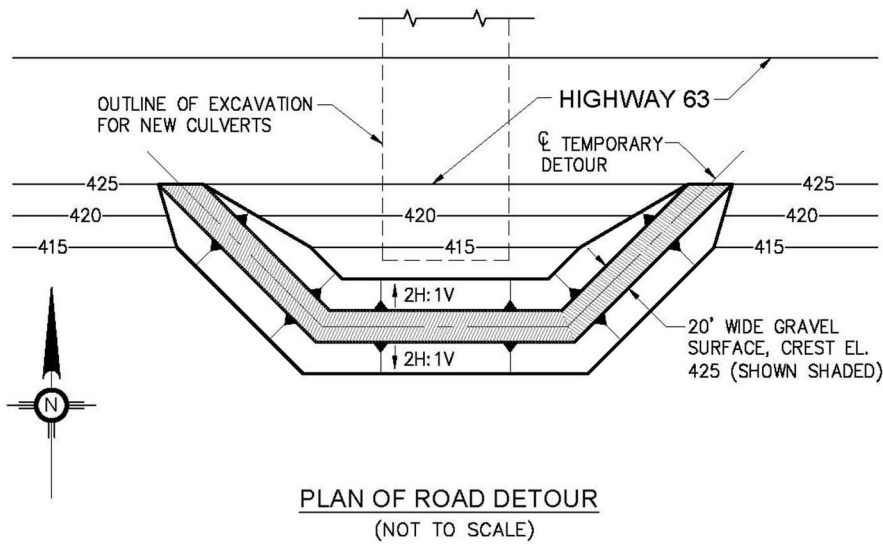 OUTLINE OF EXCAVATION
FOR NEW CULVERTS
HIGHWAY 63
℄ TEMPORARY
DETOUR
425
425
420
420
420
415
415
415
2H:1V
2H:1V
20' WIDE GRAVEL
SURFACE, CREST EL.
425 (SHOWN SHADED)
N
PLAN OF ROAD DETOUR
(NOT TO SCALE)